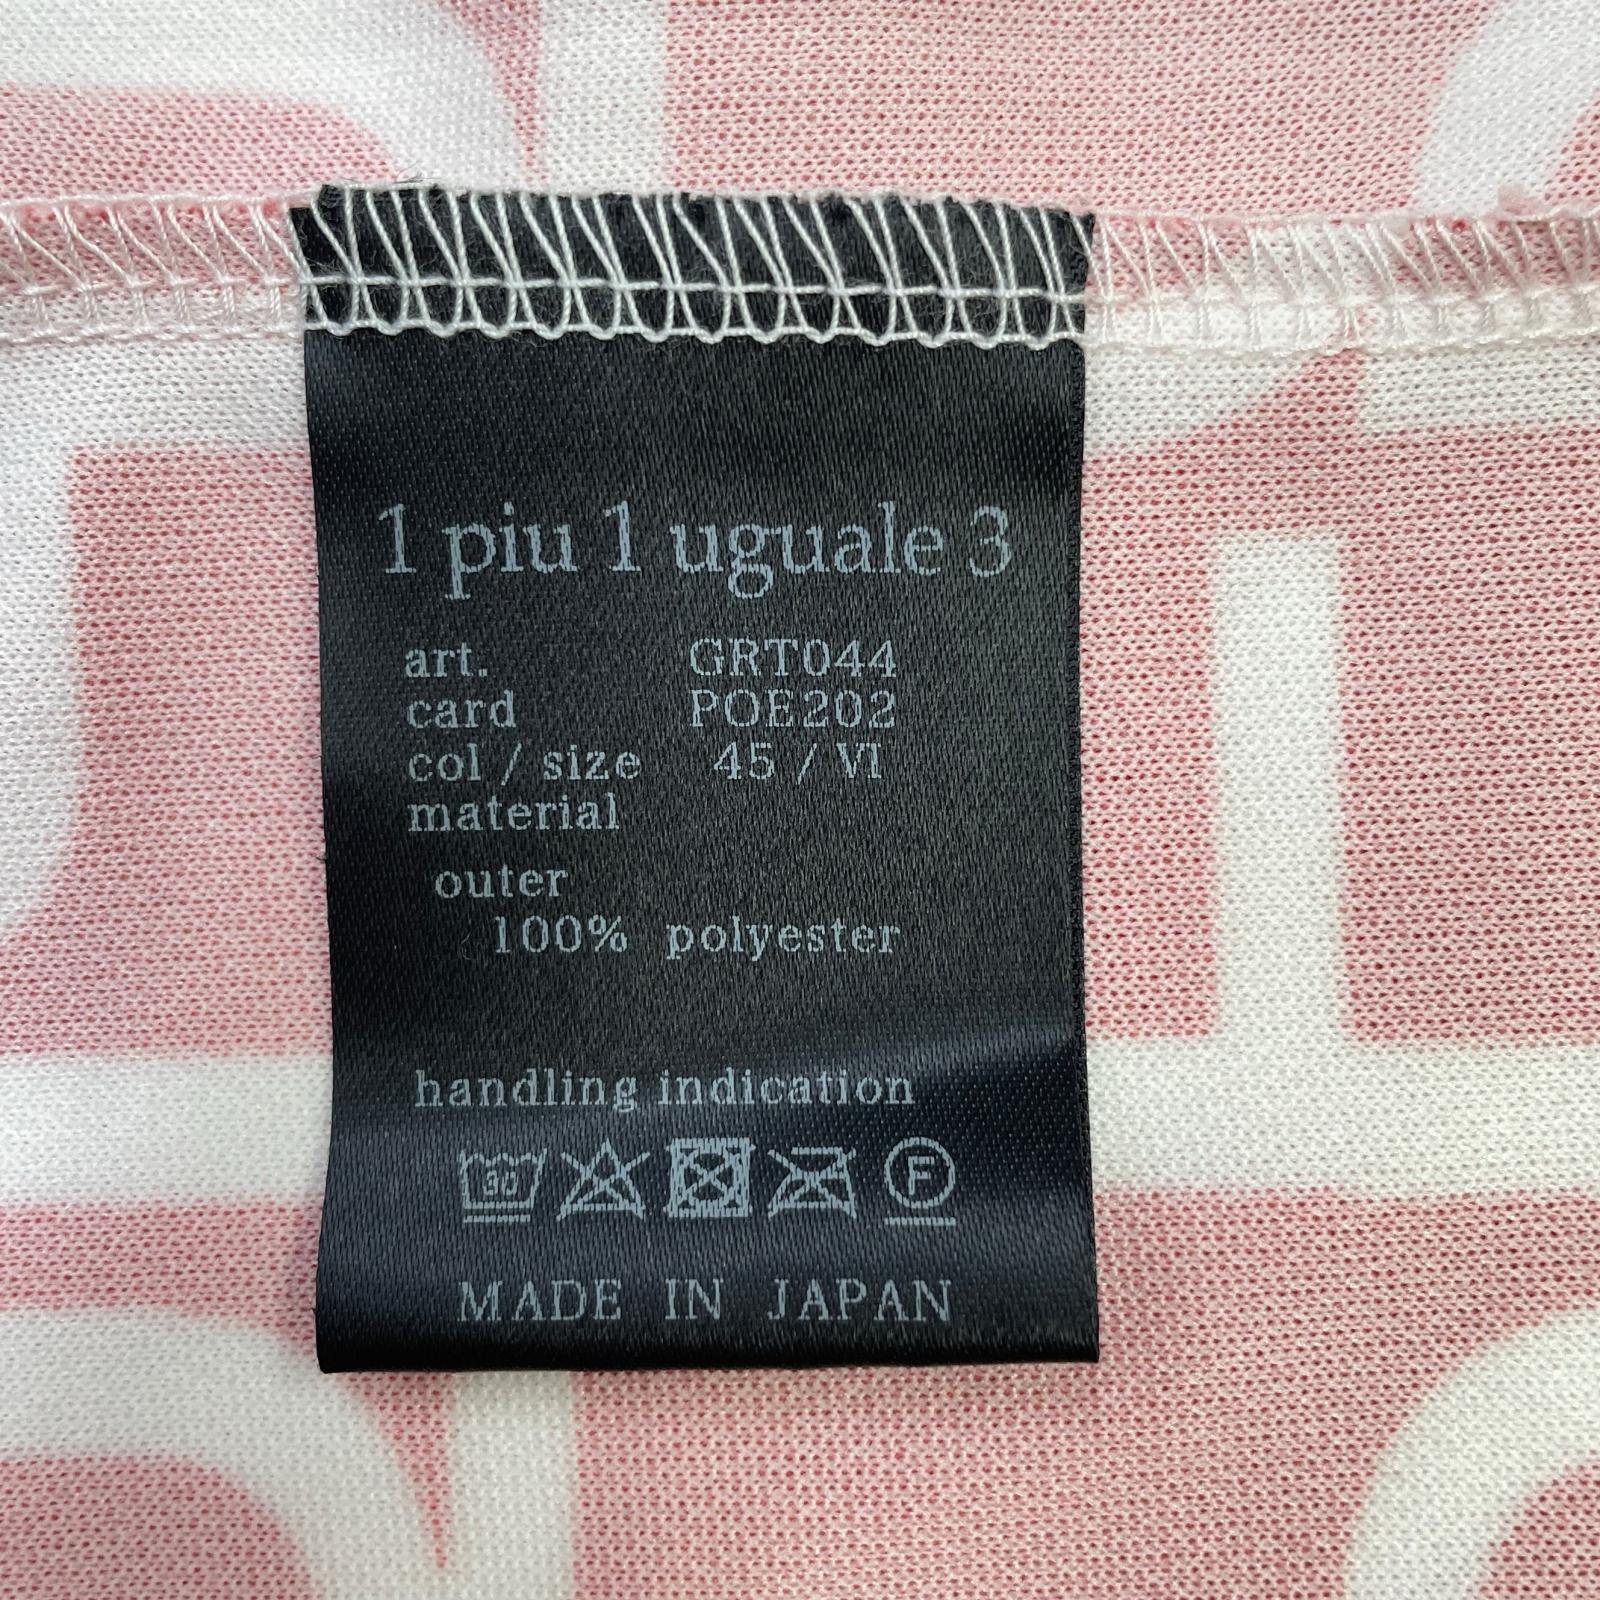 1 piu 1 uguale 3
art. GRT044
card POE202
col / size 45 / VI
material
outer
100% polyester
handling indication
30 F
MADE IN JAPAN